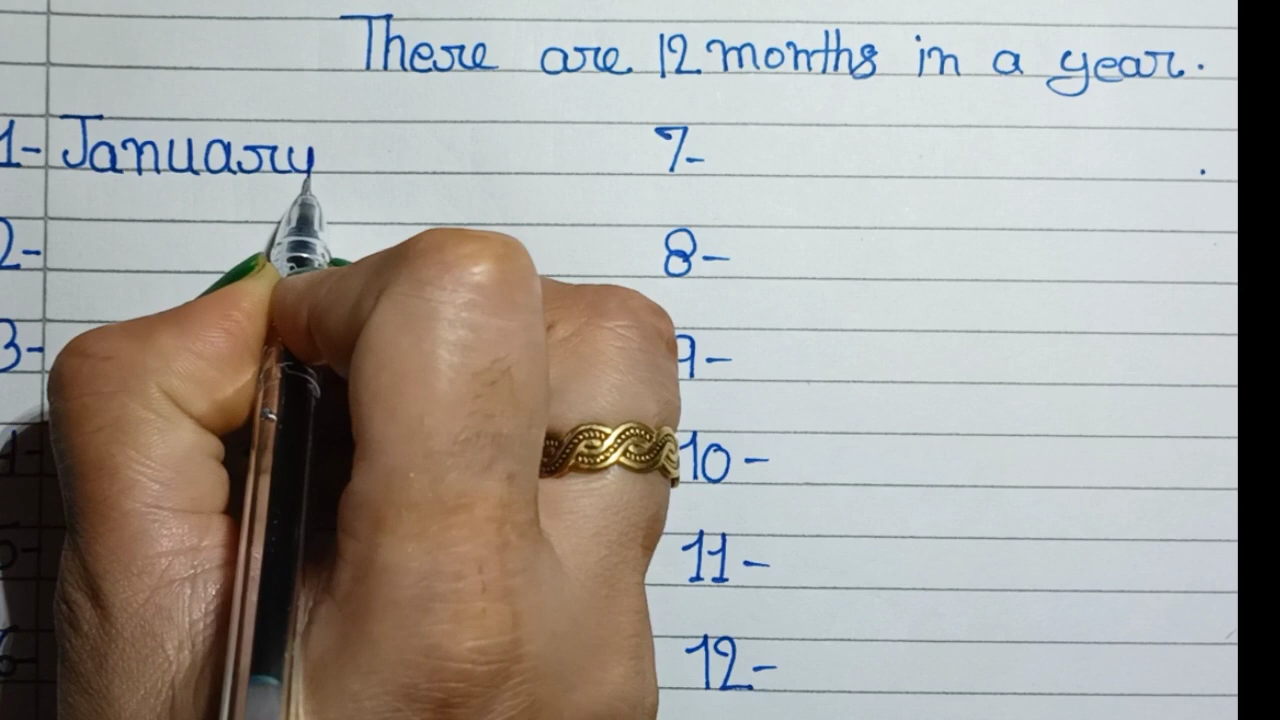 There are 12 months in a year.
1- January 7-
2- 8-
3- 9-
10-
11-
12-